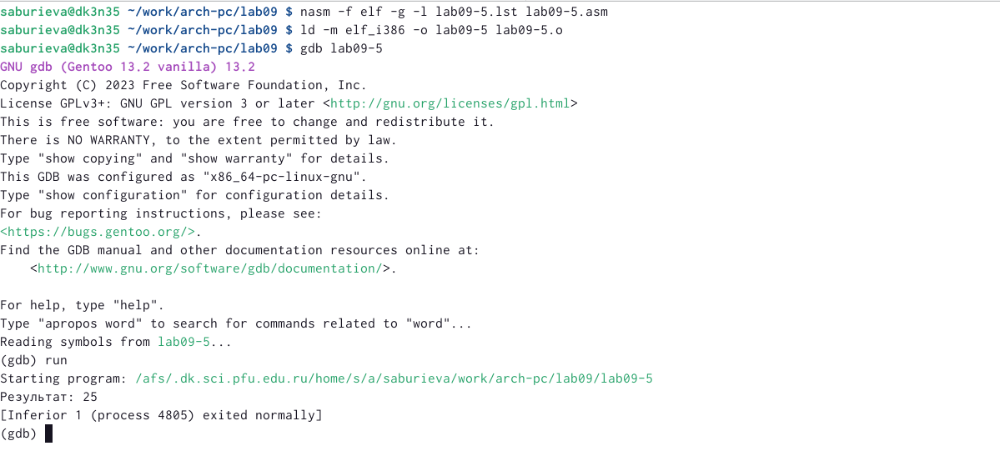 saburieva@dk3n35 ~/work/arch-pc/lab09 $ nasm -f elf -g -l lab09-5.lst lab09-5.asm
saburieva@dk3n35 ~/work/arch-pc/lab09 $ ld -m elf_i386 -o lab09-5 lab09-5.o
saburieva@dk3n35 ~/work/arch-pc/lab09 $ gdb lab09-5
GNU gdb (Gentoo 13.2 vanilla) 13.2
Copyright (C) 2023 Free Software Foundation, Inc.
License GPLv3+: GNU GPL version 3 or later <http://gnu.org/licenses/gpl.html>
This is free software: you are free to change and redistribute it.
There is NO WARRANTY, to the extent permitted by law.
Type "show copying" and "show warranty" for details.
This GDB was configured as "x86_64-pc-linux-gnu".
Type "show configuration" for configuration details.
For bug reporting instructions, please see:
<https://bugs.gentoo.org/>.
Find the GDB manual and other documentation resources online at:
    <http://www.gnu.org/software/gdb/documentation/>.

For help, type "help".
Type "apropos word" to search for commands related to "word"...
Reading symbols from lab09-5...
(gdb) run
Starting program: /afs/.dk.sci.pfu.edu.ru/home/s/a/saburieva/work/arch-pc/lab09/lab09-5
Результат: 25
[Inferior 1 (process 4805) exited normally]
(gdb)